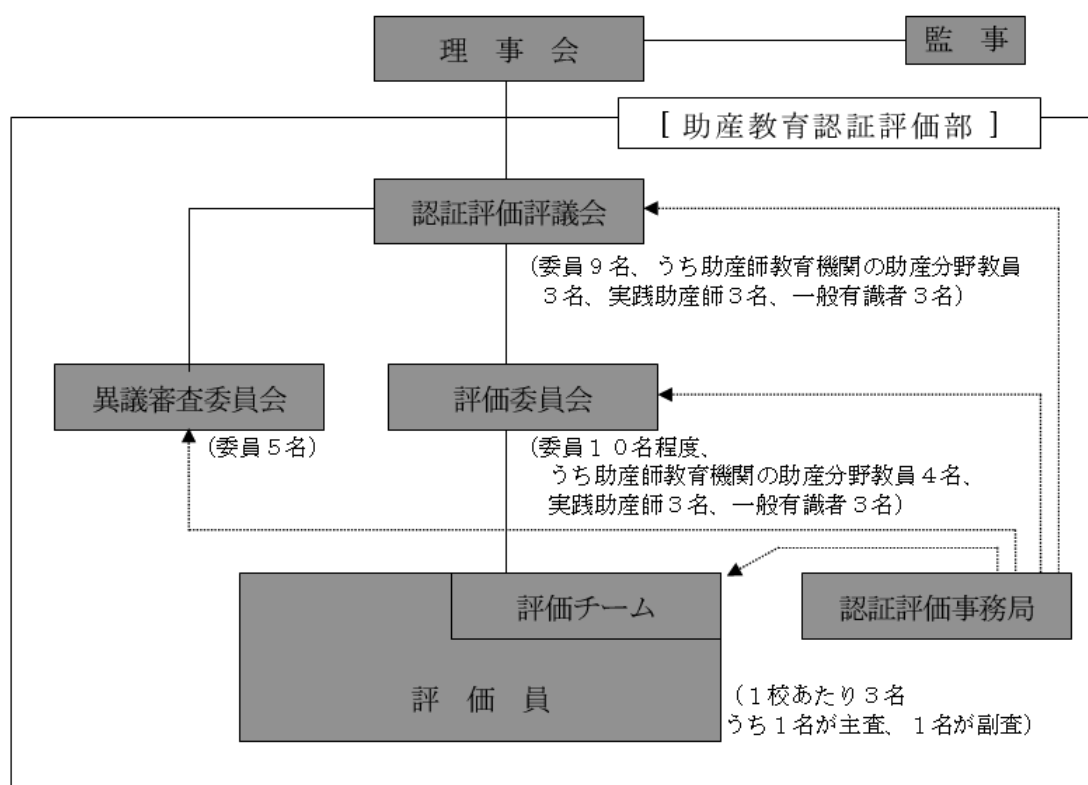 理 事 会
監 事
[ 助産教育認証評価部 ]
認証評価評議会
(委員９名、うち助産師教育機関の助産分野教員
３名、実践助産師３名、一般有識者３名)
異議審査委員会
(委員５名)
評価委員会
(委員１０名程度、
うち助産師教育機関の助産分野教員４名、
実践助産師３名、一般有識者３名)
評価チーム
認証評価事務局
評 価 員
(１校あたり３名
うち１名が主査、１名が副査)